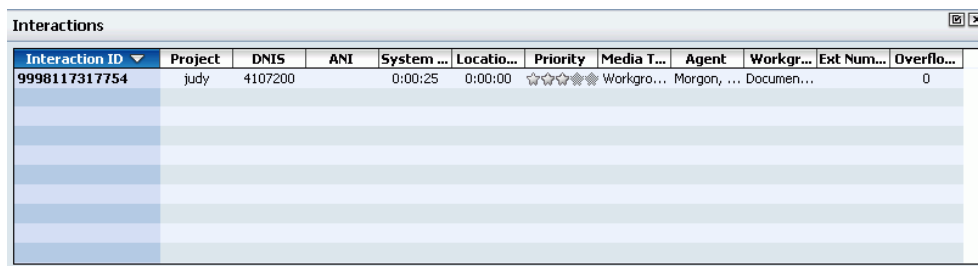 Interactions
Interaction ID Project DNIS ANI System ... Locatio... Priority Media T... Agent Workgr... Ext Num... Overflo...
9998117317754 judy 4107200 0:00:25 0:00:00 Workgro... Morgon, ... Documen... 0